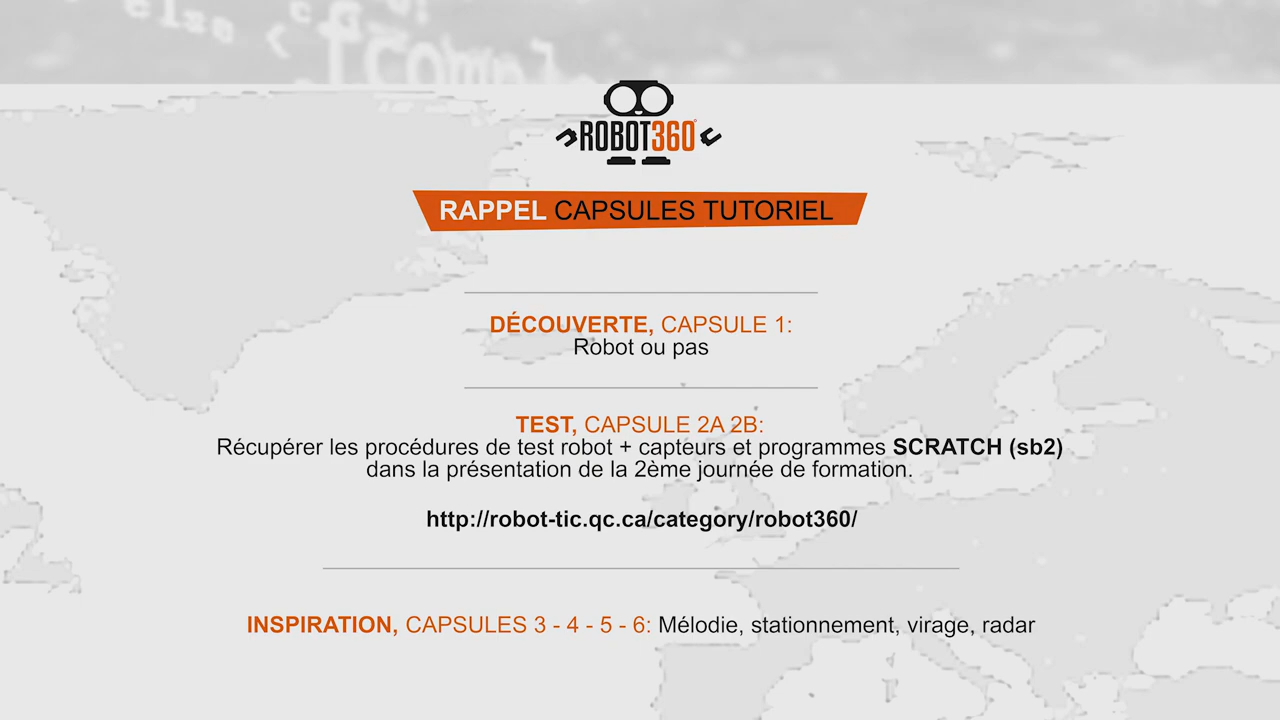 else <
fcomp
ROBOT360°
RAPPEL CAPSULES TUTORIEL
DÉCOUVERTE, CAPSULE 1:
Robot ou pas
TEST, CAPSULE 2A 2B:
Récupérer les procédures de test robot + capteurs et programmes SCRATCH (sb2)
dans la présentation de la 2ème journée de formation.
http://robot-tic.qc.ca/category/robot360/
INSPIRATION, CAPSULES 3 - 4 - 5 - 6: Mélodie, stationnement, virage, radar